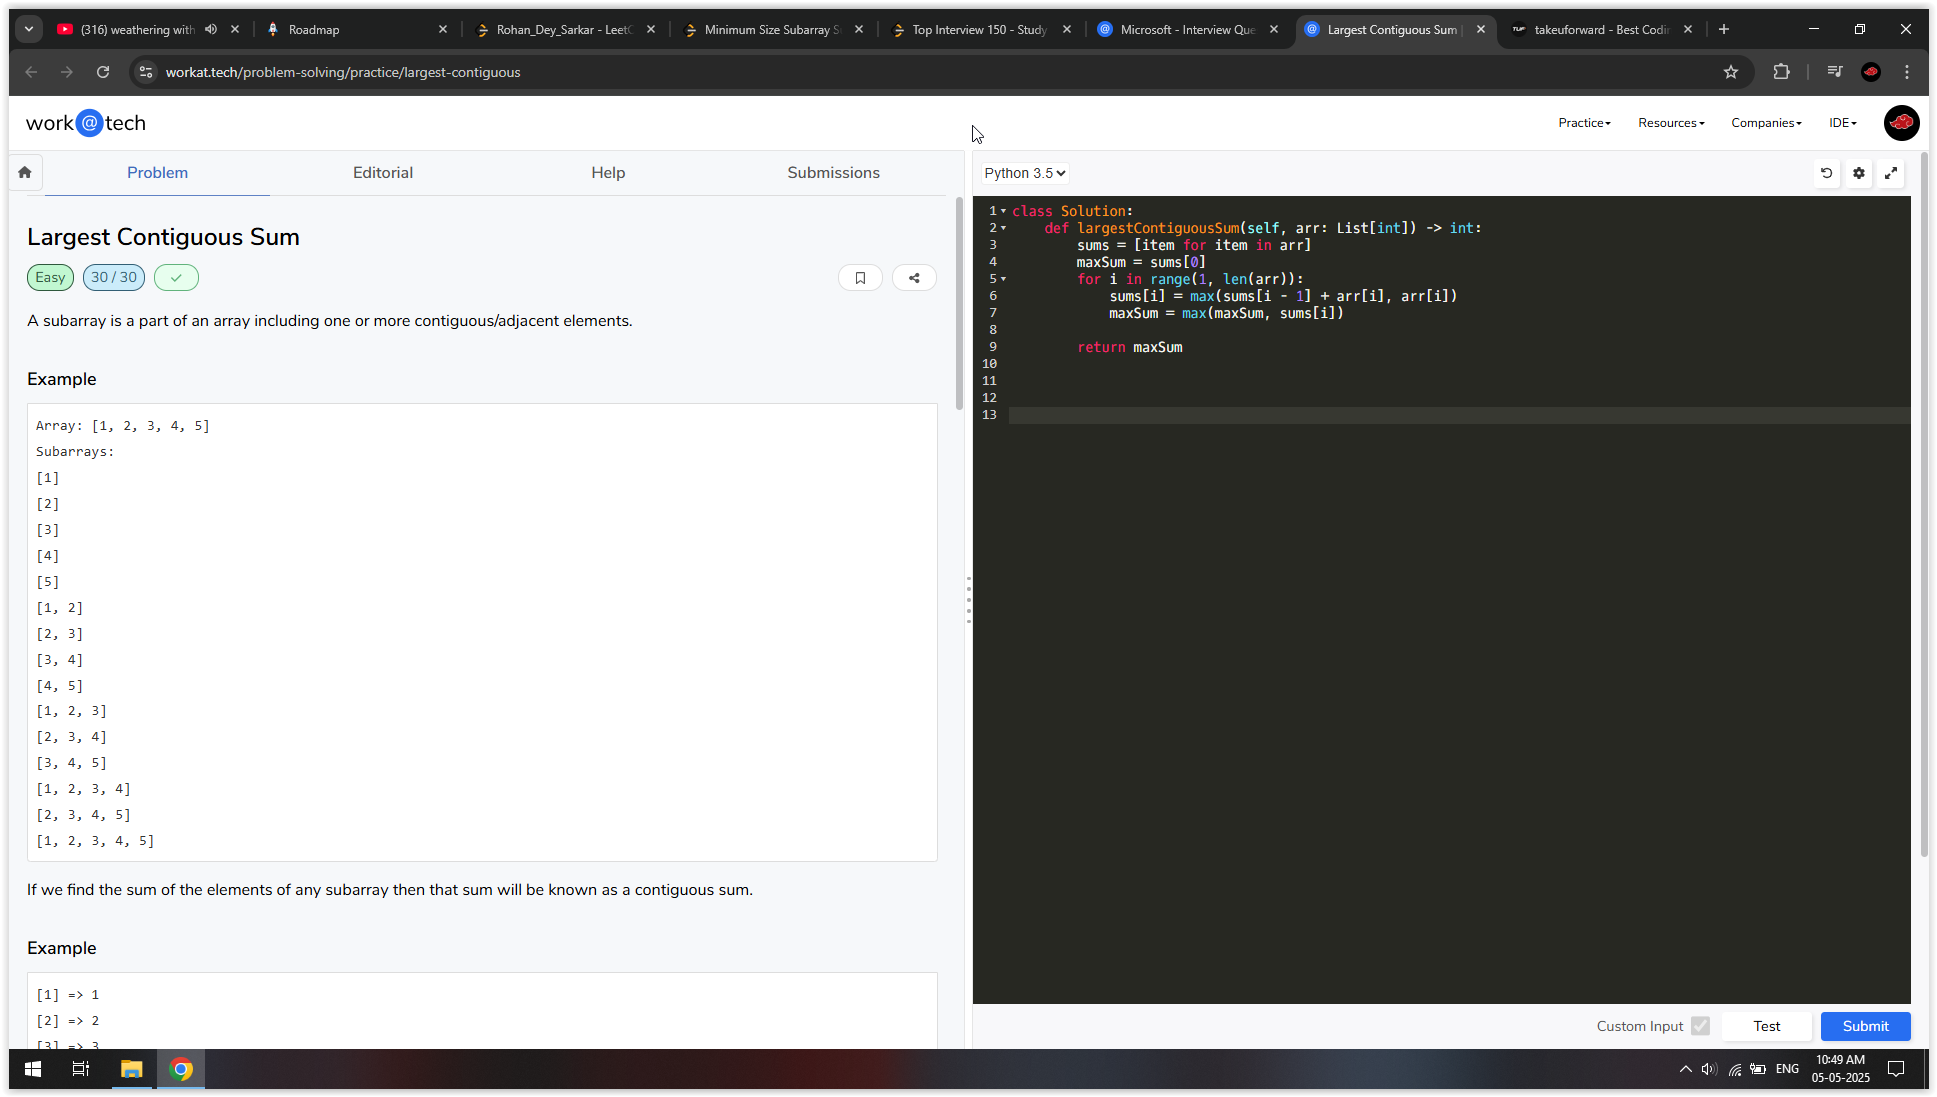 (316) weathering with
Roadmap
Rohan_Dey_Sarkar - LeetC
Minimum Size Subarray S
Top Interview 150 - Study
Microsoft - Interview Que
Largest Contiguous Sum |
TUF
takeuforward - Best Codin
workat.tech/problem-solving/practice/largest-contiguous
work@tech
Practice
Resources
Companies
IDE
Problem
Editorial
Help
Submissions
Python 3.5
Largest Contiguous Sum
Easy
30 / 30
A subarray is a part of an array including one or more contiguous/adjacent elements.
Example
Array: [1, 2, 3, 4, 5]
Subarrays:
[1]
[2]
[3]
[4]
[5]
[1, 2]
[2, 3]
[3, 4]
[4, 5]
[1, 2, 3]
[2, 3, 4]
[3, 4, 5]
[1, 2, 3, 4]
[2, 3, 4, 5]
[1, 2, 3, 4, 5]
If we find the sum of the elements of any subarray then that sum will be known as a contiguous sum.
Example
[1] => 1
[2] => 2
[3] => 3
1 class Solution:
2 def largestContiguousSum(self, arr: List[int]) -> int:
3 sums = [item for item in arr]
4 maxSum = sums[0]
5 for i in range(1, len(arr)):
6 sums[i] = max(sums[i - 1] + arr[i], arr[i])
7 maxSum = max(maxSum, sums[i])
8
9 return maxSum
10
11
12
13
Custom Input
Test
Submit
ENG
10:49 AM
05-05-2025